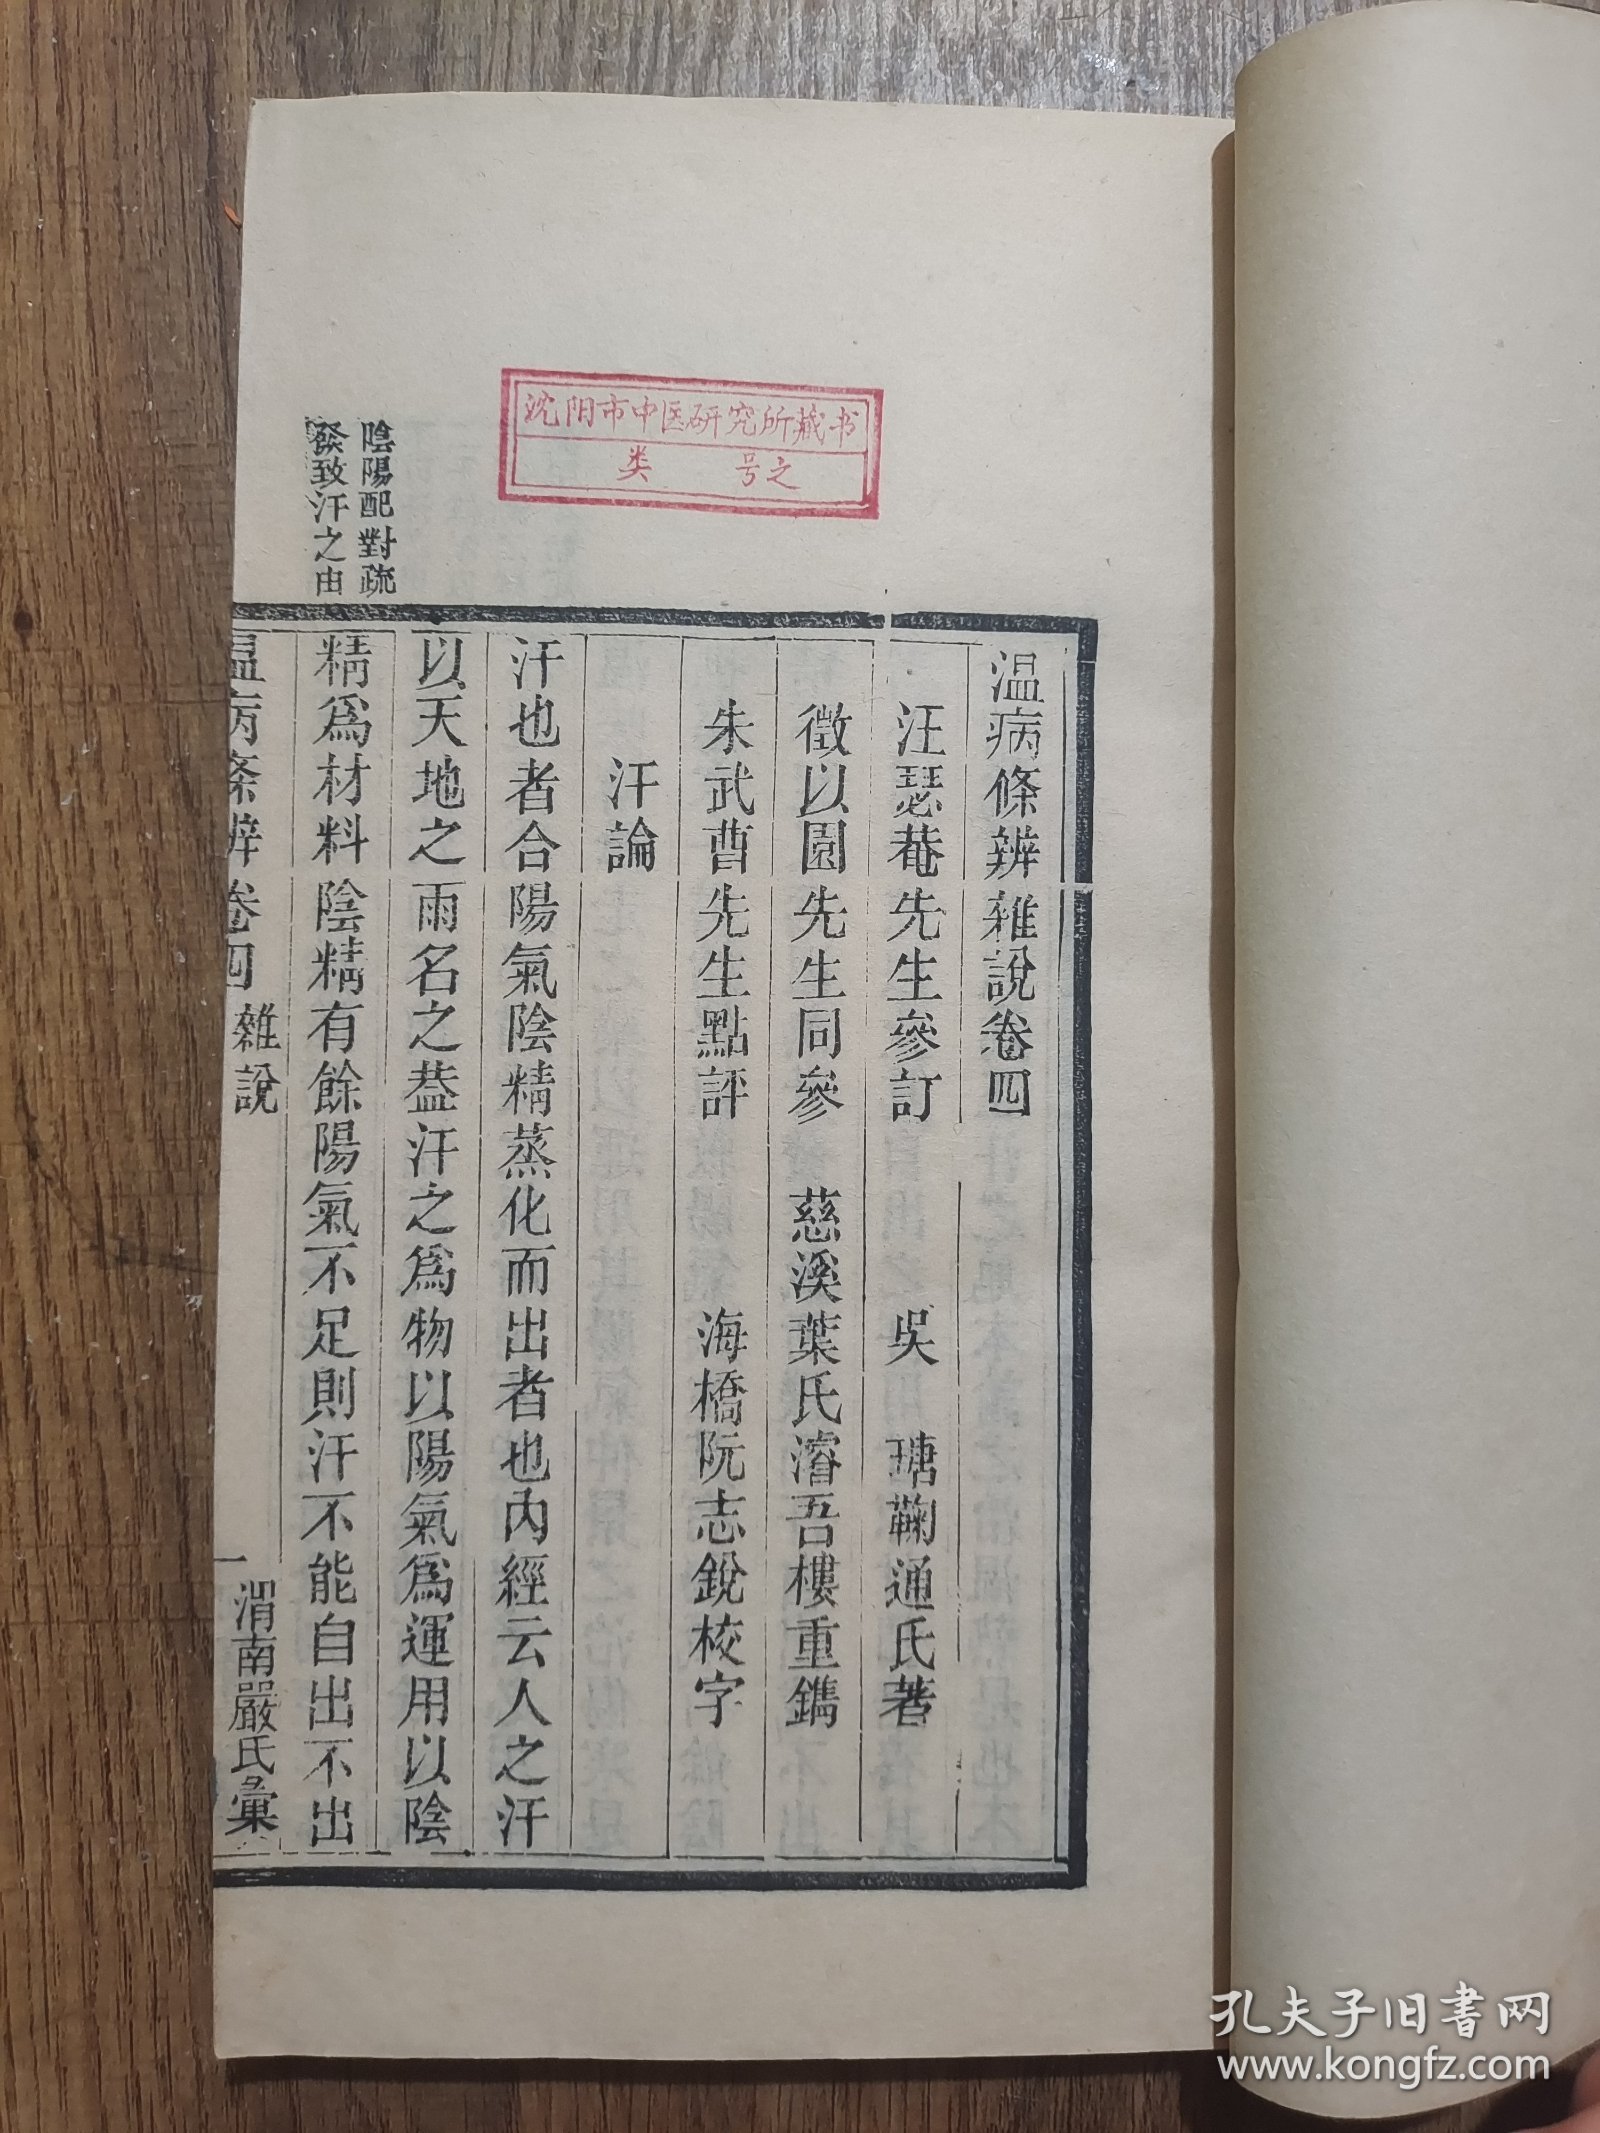 沈阳市中医研究所藏书
类 号之
陰陽配對疏
發致汗之由
温病條辨雜說卷四
汪瑟菴先生參訂 吳 瑭鞠通氏著
徵以園先生同參 慈溪葉氏濬吾樓重鐫
朱武曹先生點評 海橋阮志銳校字
汗論
汗也者合陽氣陰精蒸化而出者也內經云人之汗
以天地之雨名之葢汗之爲物以陽氣爲運用以陰
精爲材料陰精有餘陽氣不足則汗不能自出不出
温病條辨卷四 雜說 一 渭南嚴氏彙
孔夫子旧书网
www.kongfz.com